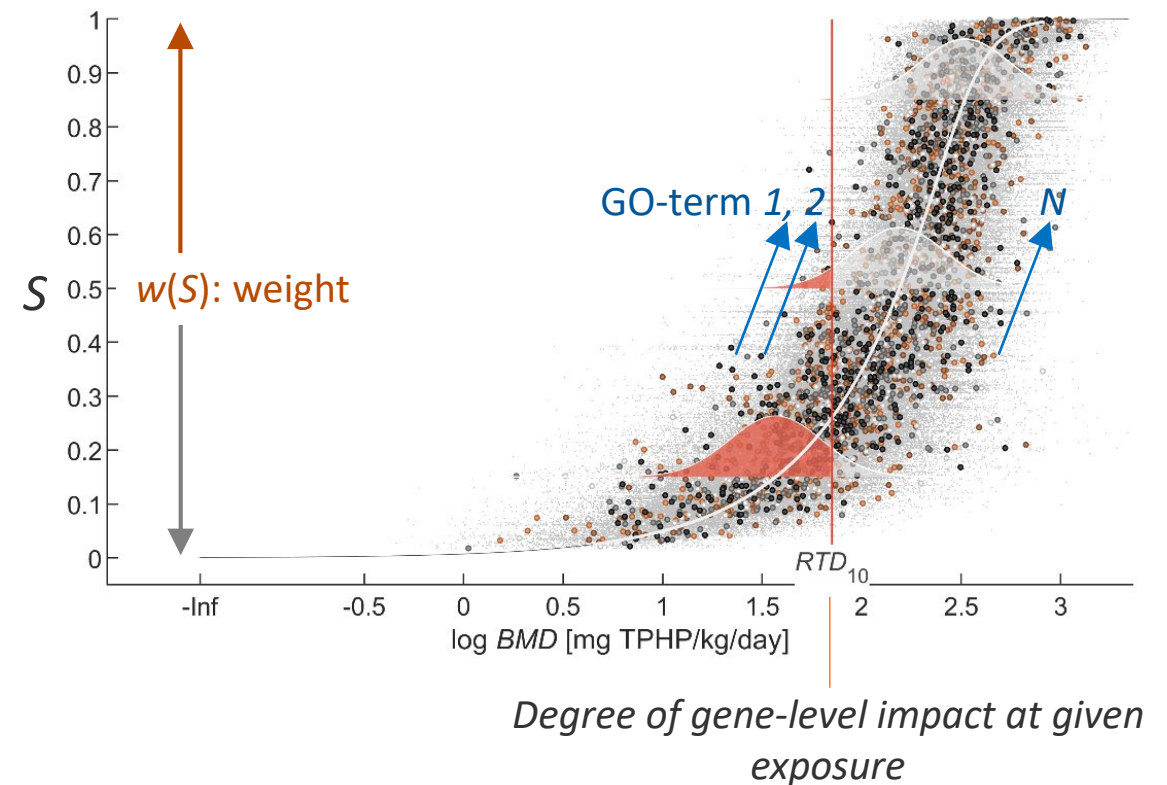 1
0.9
0.8
0.7
GO-term 1, 2
N
0.6
S
0.5
w(S): weight
0.4
0.3
0.2
0.1
0
RTD10
-Inf
-0.5
0
0.5
1
1.5
2
2.5
3
log BMD [mg TPHP/kg/day]
Degree of gene-level impact at given
exposure